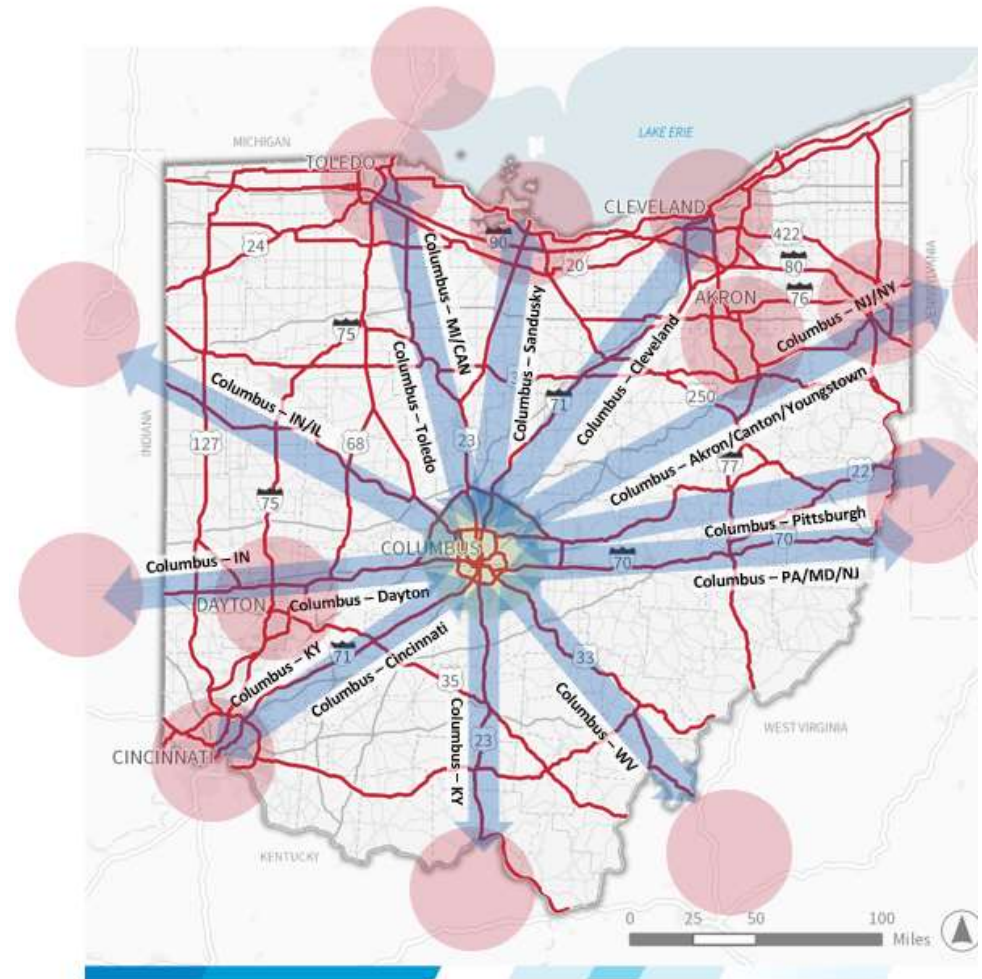 LAKE ERIE
MICHIGAN
TOLEDO
CLEVELAND
90
422
24
20
80
76
AKRON
Columbus – NJ/NY
Columbus – MI/CAN
Columbus – Sandusky
Columbus – Cleveland
75
71
250
Columbus – IN/IL
Columbus – Toledo
Columbus – Akron/Canton/Youngstown
INDIANA
127
68
23
77
22
75
Columbus – Pittsburgh
70
COLUMBUS
70
Columbus – IN
Columbus – PA/MD/NJ
DAYTON
Columbus – Dayton
Columbus – KY
71
Columbus – Cincinnati
33
35
Columbus – WV
WEST VIRGINIA
23
Columbus – KY
CINCINNATI
KENTUCKY
0 25 50 100
Miles